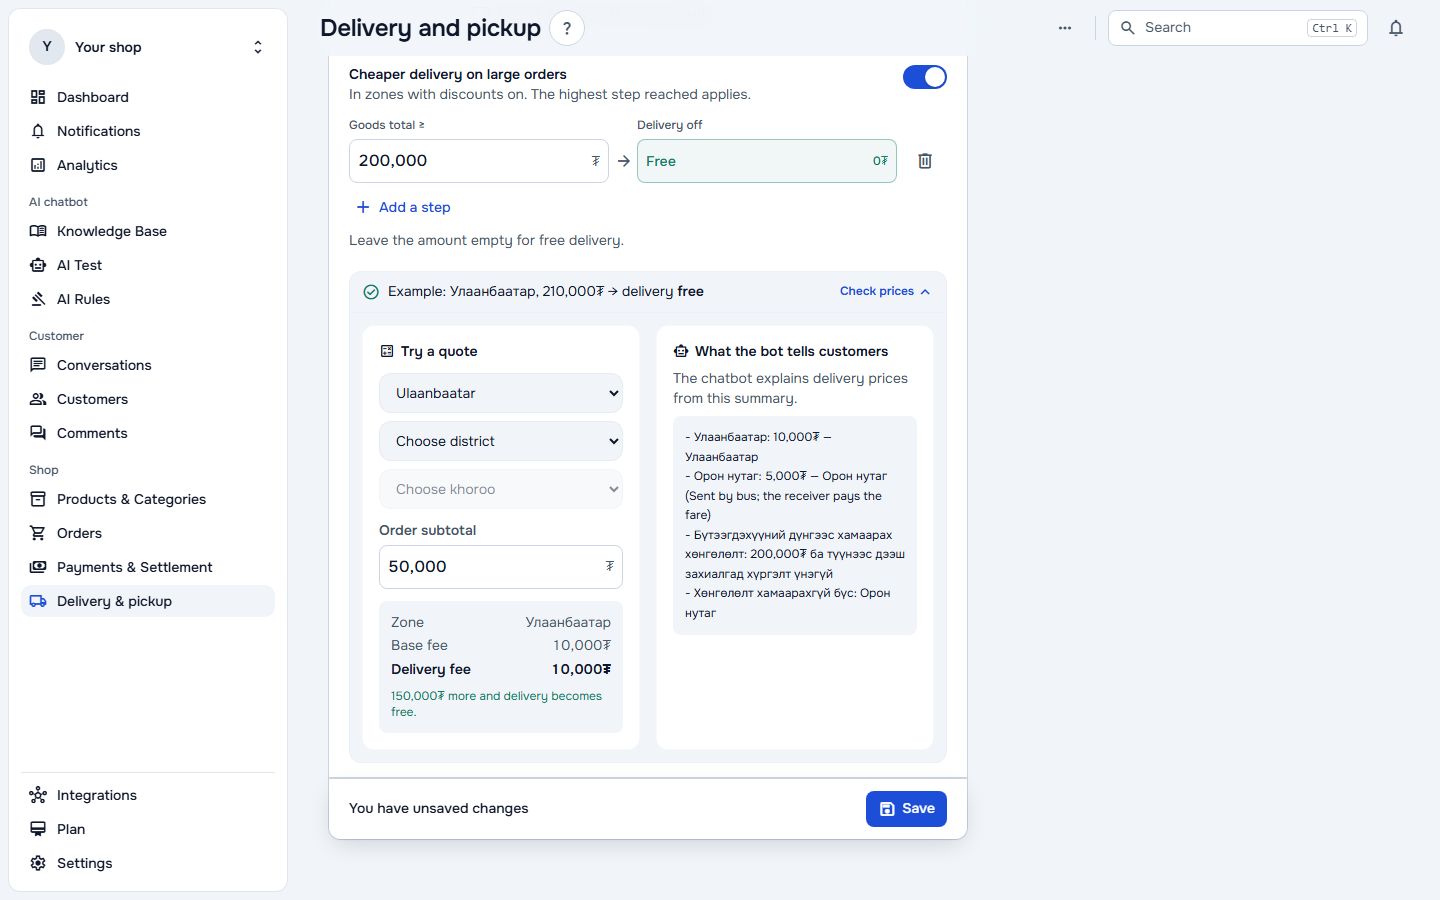 Y Your shop
Dashboard
Notifications
Analytics
AI chatbot
Knowledge Base
AI Test
AI Rules
Customer
Conversations
Customers
Comments
Shop
Products & Categories
Orders
Payments & Settlement
Delivery & pickup
Integrations
Plan
Settings
Delivery and pickup ?
Search Ctrl K
Cheaper delivery on large orders
In zones with discounts on. The highest step reached applies.
Goods total ≥ Delivery off
200,000 ₮ → Free 0₮
+ Add a step
Leave the amount empty for free delivery.
Example: Улаанбаатар, 210,000₮ → delivery free Check prices
Try a quote
Ulaanbaatar
Choose district
Choose khoroo
Order subtotal
50,000 ₮
Zone Улаанбаатар
Base fee 10,000₮
Delivery fee 10,000₮
150,000₮ more and delivery becomes
free.
What the bot tells customers
The chatbot explains delivery prices
from this summary.
- Улаанбаатар: 10,000₮ —
Улаанбаатар
- Орон нутаг: 5,000₮ — Орон нутаг
(Sent by bus; the receiver pays the
fare)
- Бүтээгдэхүүний дүнгээс хамаарах
хөнгөлөлт: 200,000₮ ба түүнээс дээш
захиалгад хүргэлт үнэгүй
- Хөнгөлөлт хамаарахгүй бүс: Орон
нутаг
You have unsaved changes
Save